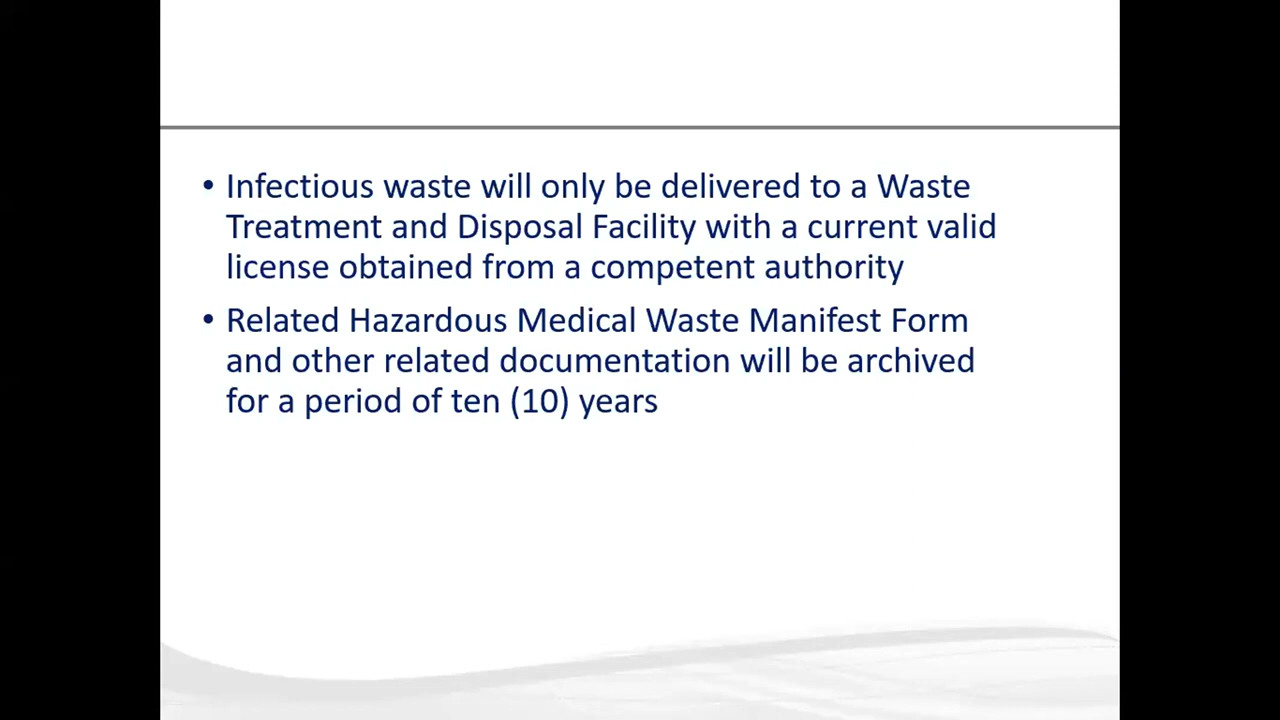 • Infectious waste will only be delivered to a Waste
Treatment and Disposal Facility with a current valid
license obtained from a competent authority
• Related Hazardous Medical Waste Manifest Form
and other related documentation will be archived
for a period of ten (10) years